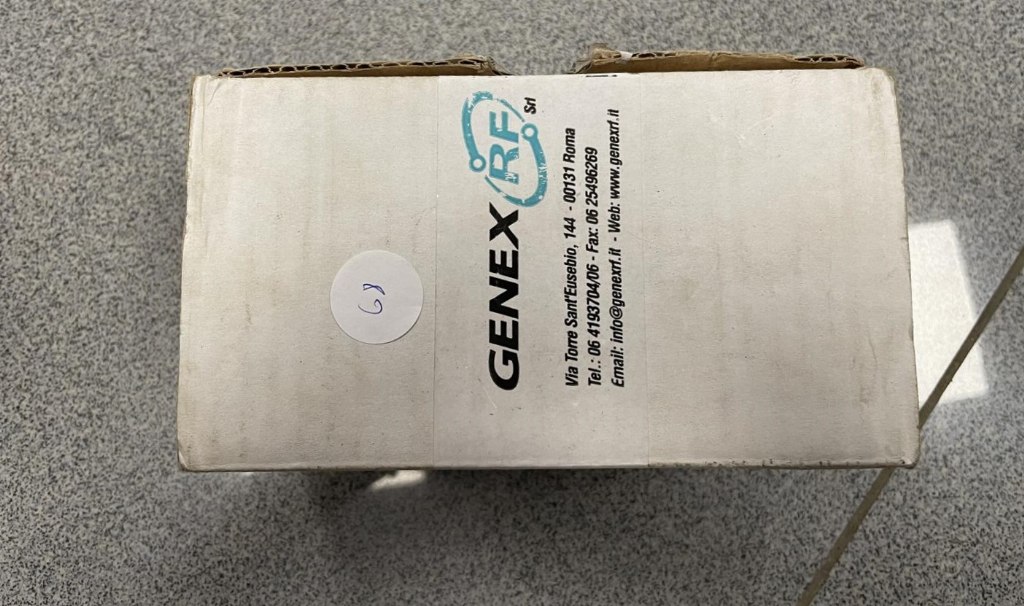 GENEX RF Srl
Via Torre Sant'Eusebio, 144 - 00131 Roma
Tel.: 06 4193704/06 - Fax: 06 25496269
Email: info@genexrf.it - Web: www.genexrf.it
68